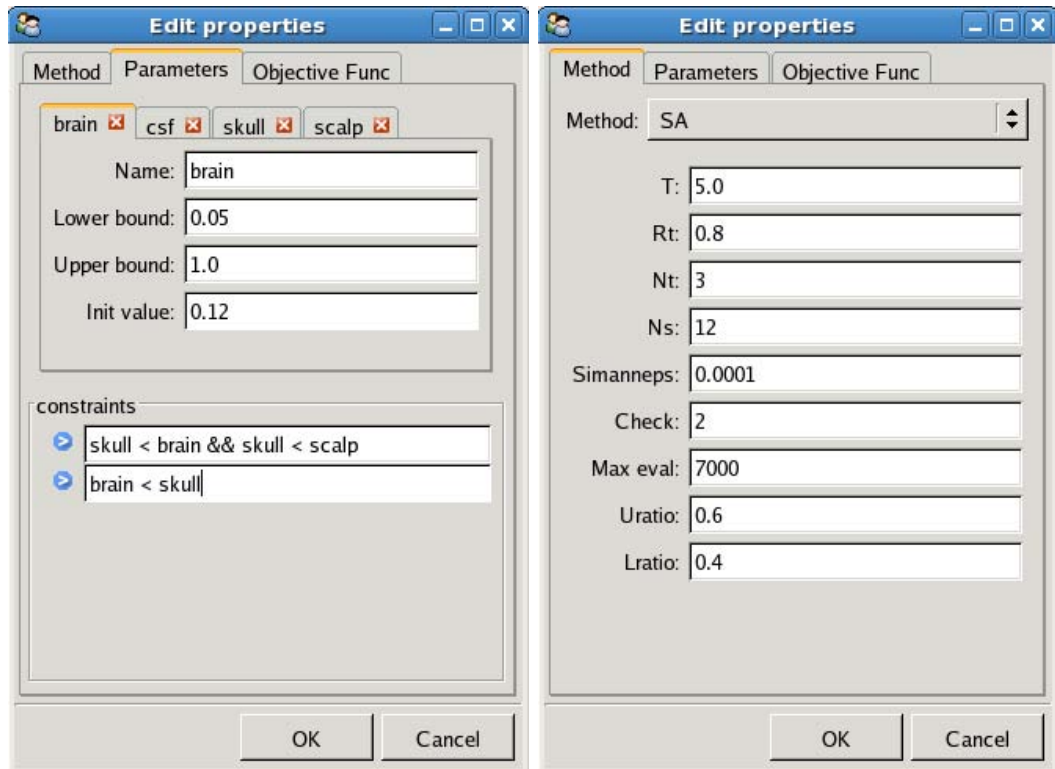 Edit properties
Method Parameters Objective Func
brain csf skull scalp
Name: brain
Lower bound: 0.05
Upper bound: 1.0
Init value: 0.12
constraints
skull < brain && skull < scalp
brain < skull
OK Cancel
Edit properties
Method Parameters Objective Func
Method: SA
T: 5.0
Rt: 0.8
Nt: 3
Ns: 12
Simanneps: 0.0001
Check: 2
Max eval: 7000
Uratio: 0.6
Lratio: 0.4
OK Cancel